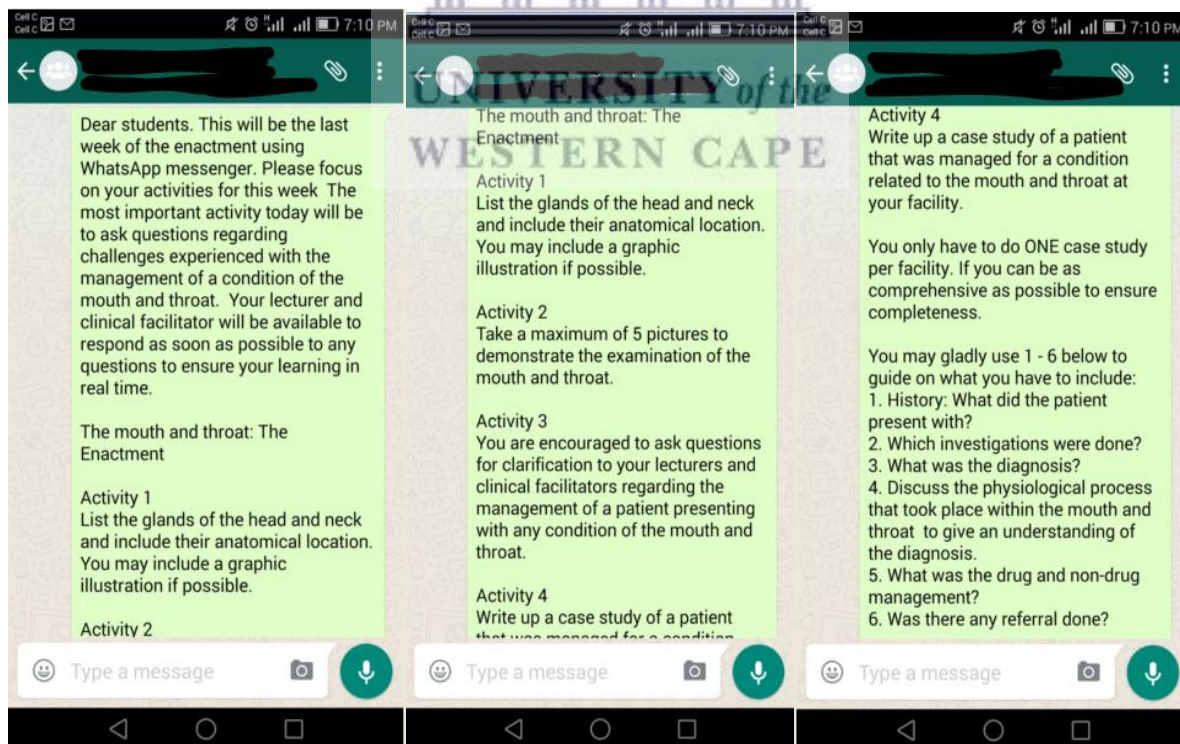 Cell C
Cell C
H
7:10 PM
Dear students. This will be the last
week of the enactment using
WhatsApp messenger. Please focus
on your activities for this week  The
most important activity today will be
to ask questions regarding
challenges experienced with the
management of a condition of the
mouth and throat.  Your lecturer and
clinical facilitator will be available to
respond as soon as possible to any
questions to ensure your learning in
real time.
The mouth and throat: The
Enactment
Activity 1
List the glands of the head and neck
and include their anatomical location.
You may include a graphic
illustration if possible.
Activity 2
Type a message
Cell C
Cell C
H
7:10 PM
UNIVERSITY of the
WESTERN CAPE
The mouth and throat: The
Enactment
Activity 1
List the glands of the head and neck
and include their anatomical location.
You may include a graphic
illustration if possible.
Activity 2
Take a maximum of 5 pictures to
demonstrate the examination of the
mouth and throat.
Activity 3
You are encouraged to ask questions
for clarification to your lecturers and
clinical facilitators regarding the
management of a patient presenting
with any condition of the mouth and
throat.
Activity 4
Write up a case study of a patient
that was managed for a condition
Type a message
Cell C
Cell C
H
7:10 PM
Activity 4
Write up a case study of a patient
that was managed for a condition
related to the mouth and throat at
your facility.
You only have to do ONE case study
per facility. If you can be as
comprehensive as possible to ensure
completeness.
You may gladly use 1 - 6 below to
guide on what you have to include:
1. History: What did the patient
present with?
2. Which investigations were done?
3. What was the diagnosis?
4. Discuss the physiological process
that took place within the mouth and
throat  to give an understanding of
the diagnosis.
5. What was the drug and non-drug
management?
6. Was there any referral done?
Type a message